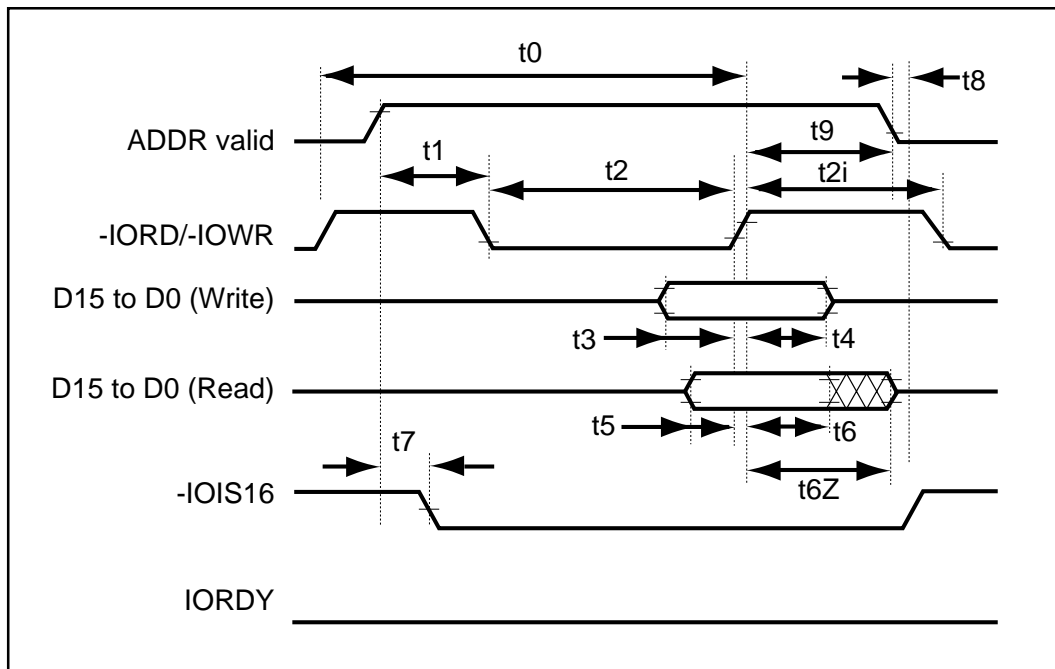 t0
t8
ADDR valid
t9
t1
t2
t2i
-IORD/-IOWR
D15 to D0 (Write)
t3
t4
D15 to D0 (Read)
t5
t6
t7
t6Z
-IOIS16
IORDY